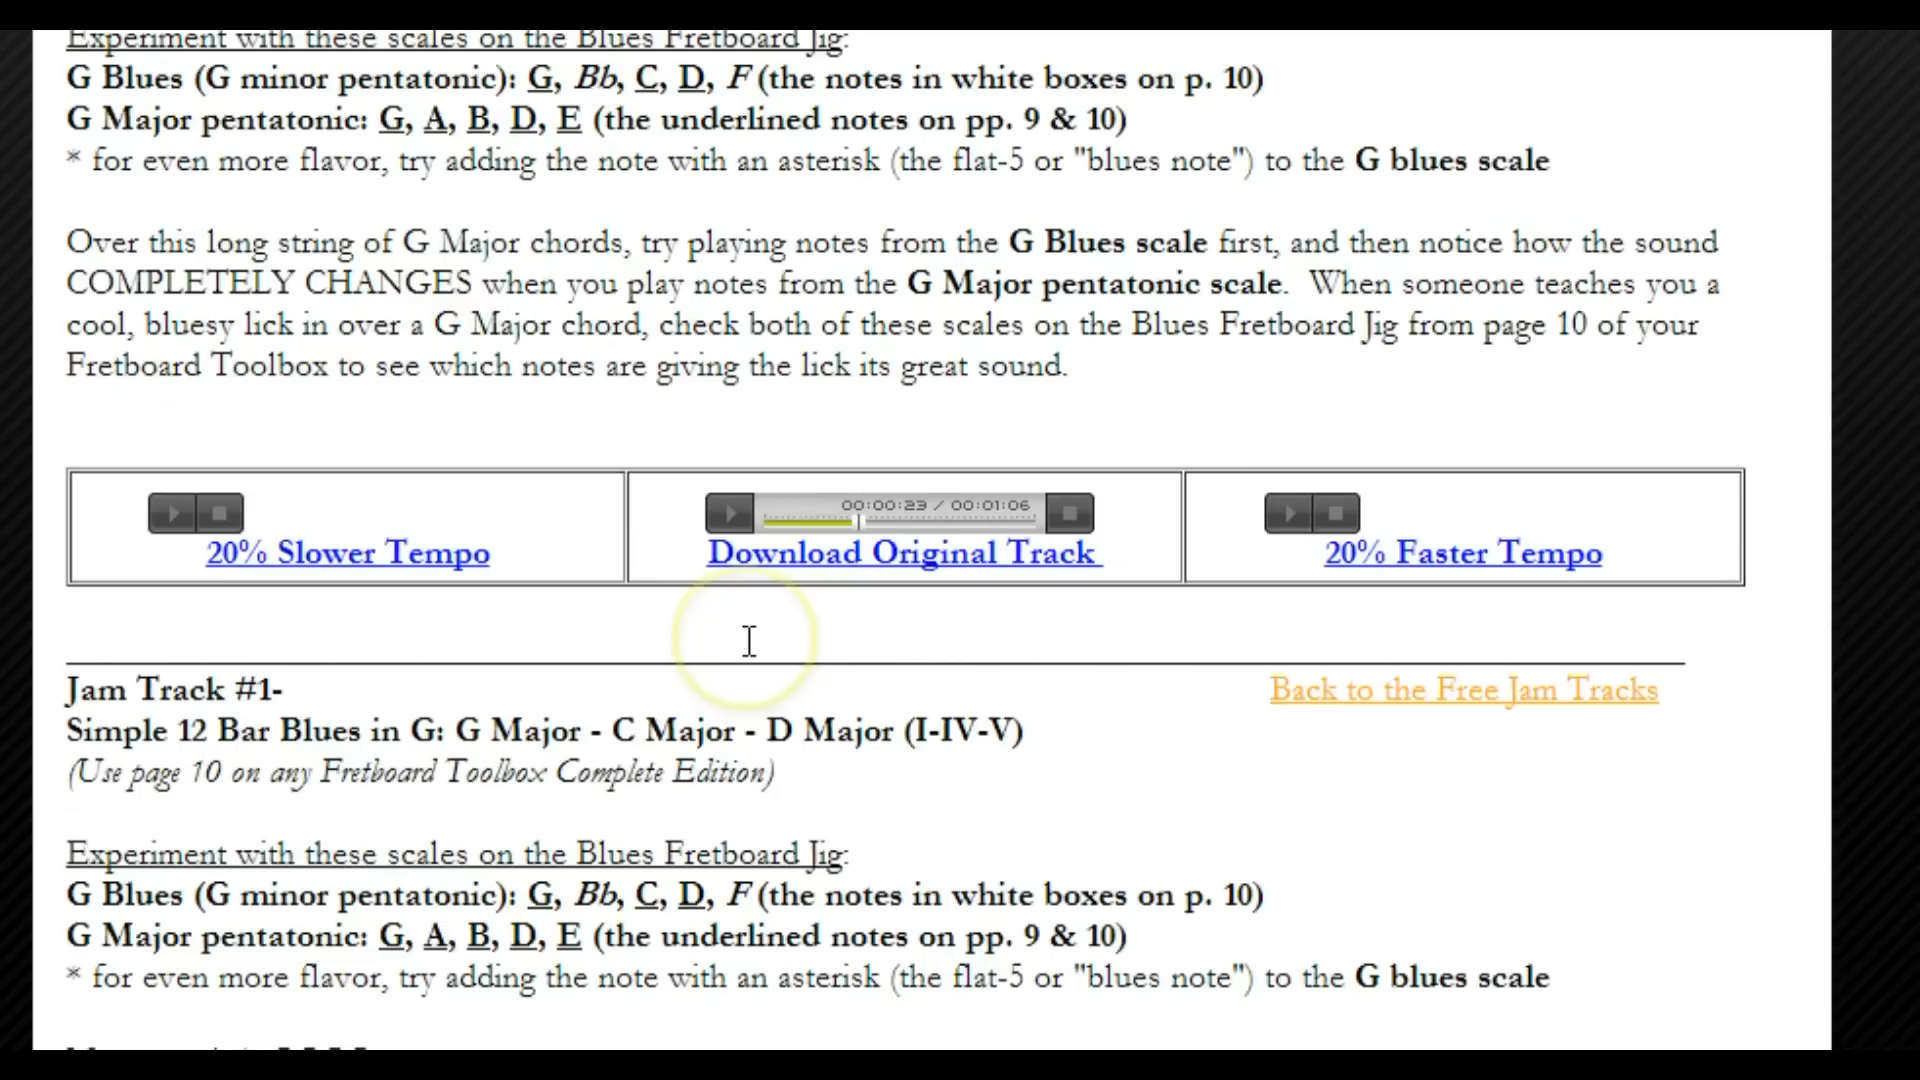 Experiment with these scales on the Blues Fretboard Jig:
G Blues (G minor pentatonic): G, Bb, C, D, F (the notes in white boxes on p. 10)
G Major pentatonic: G, A, B, D, E (the underlined notes on pp. 9 & 10)
* for even more flavor, try adding the note with an asterisk (the flat-5 or "blues note") to the G blues scale
Over this long string of G Major chords, try playing notes from the G Blues scale first, and then notice how the sound
COMPLETELY CHANGES when you play notes from the G Major pentatonic scale. When someone teaches you a
cool, bluesy lick in over a G Major chord, check both of these scales on the Blues Fretboard Jig from page 10 of your
Fretboard Toolbox to see which notes are giving the lick its great sound.
00:00:23 / 00:01:06
20% Slower Tempo
Download Original Track
20% Faster Tempo
Jam Track #1-
Back to the Free Jam Tracks
Simple 12 Bar Blues in G: G Major - C Major - D Major (I-IV-V)
(Use page 10 on any Fretboard Toolbox Complete Edition)
Experiment with these scales on the Blues Fretboard Jig:
G Blues (G minor pentatonic): G, Bb, C, D, F (the notes in white boxes on p. 10)
G Major pentatonic: G, A, B, D, E (the underlined notes on pp. 9 & 10)
* for even more flavor, try adding the note with an asterisk (the flat-5 or "blues note") to the G blues scale